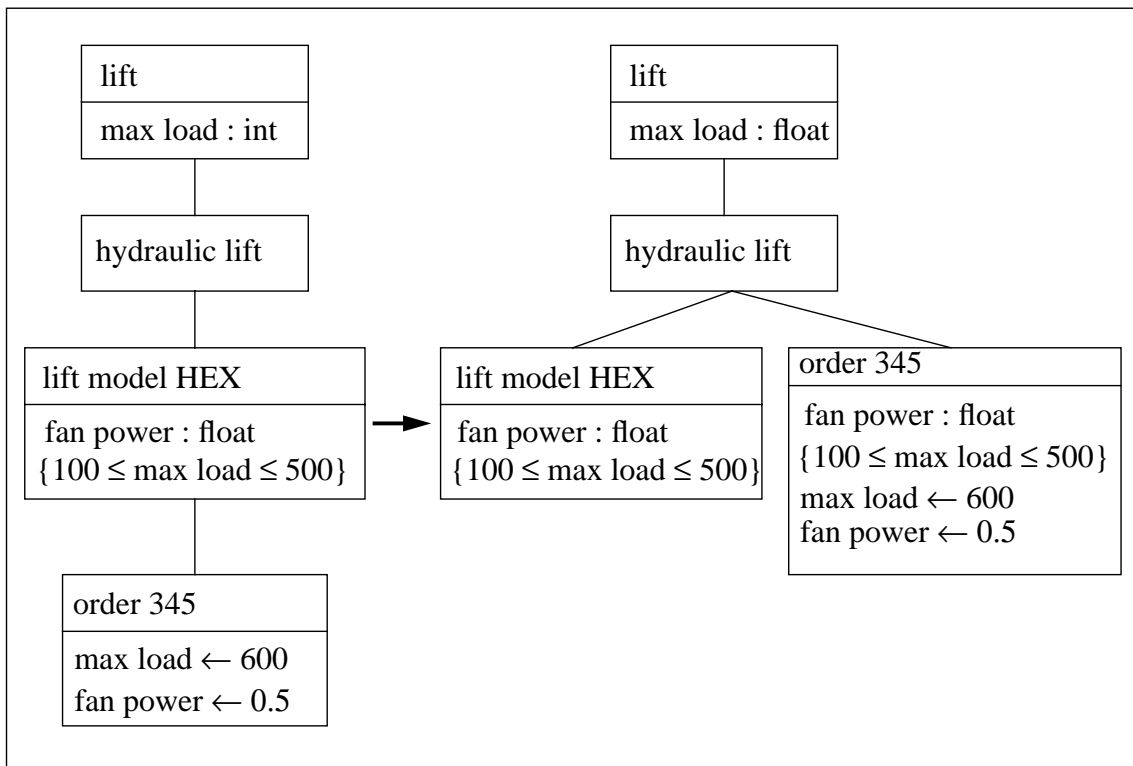 lift
max load : int
hydraulic lift
lift model HEX
fan power : float
{100 ≤ max load ≤ 500}
order 345
max load ← 600
fan power ← 0.5
lift
max load : float
hydraulic lift
lift model HEX
fan power : float
{100 ≤ max load ≤ 500}
order 345
fan power : float
{100 ≤ max load ≤ 500}
max load ← 600
fan power ← 0.5